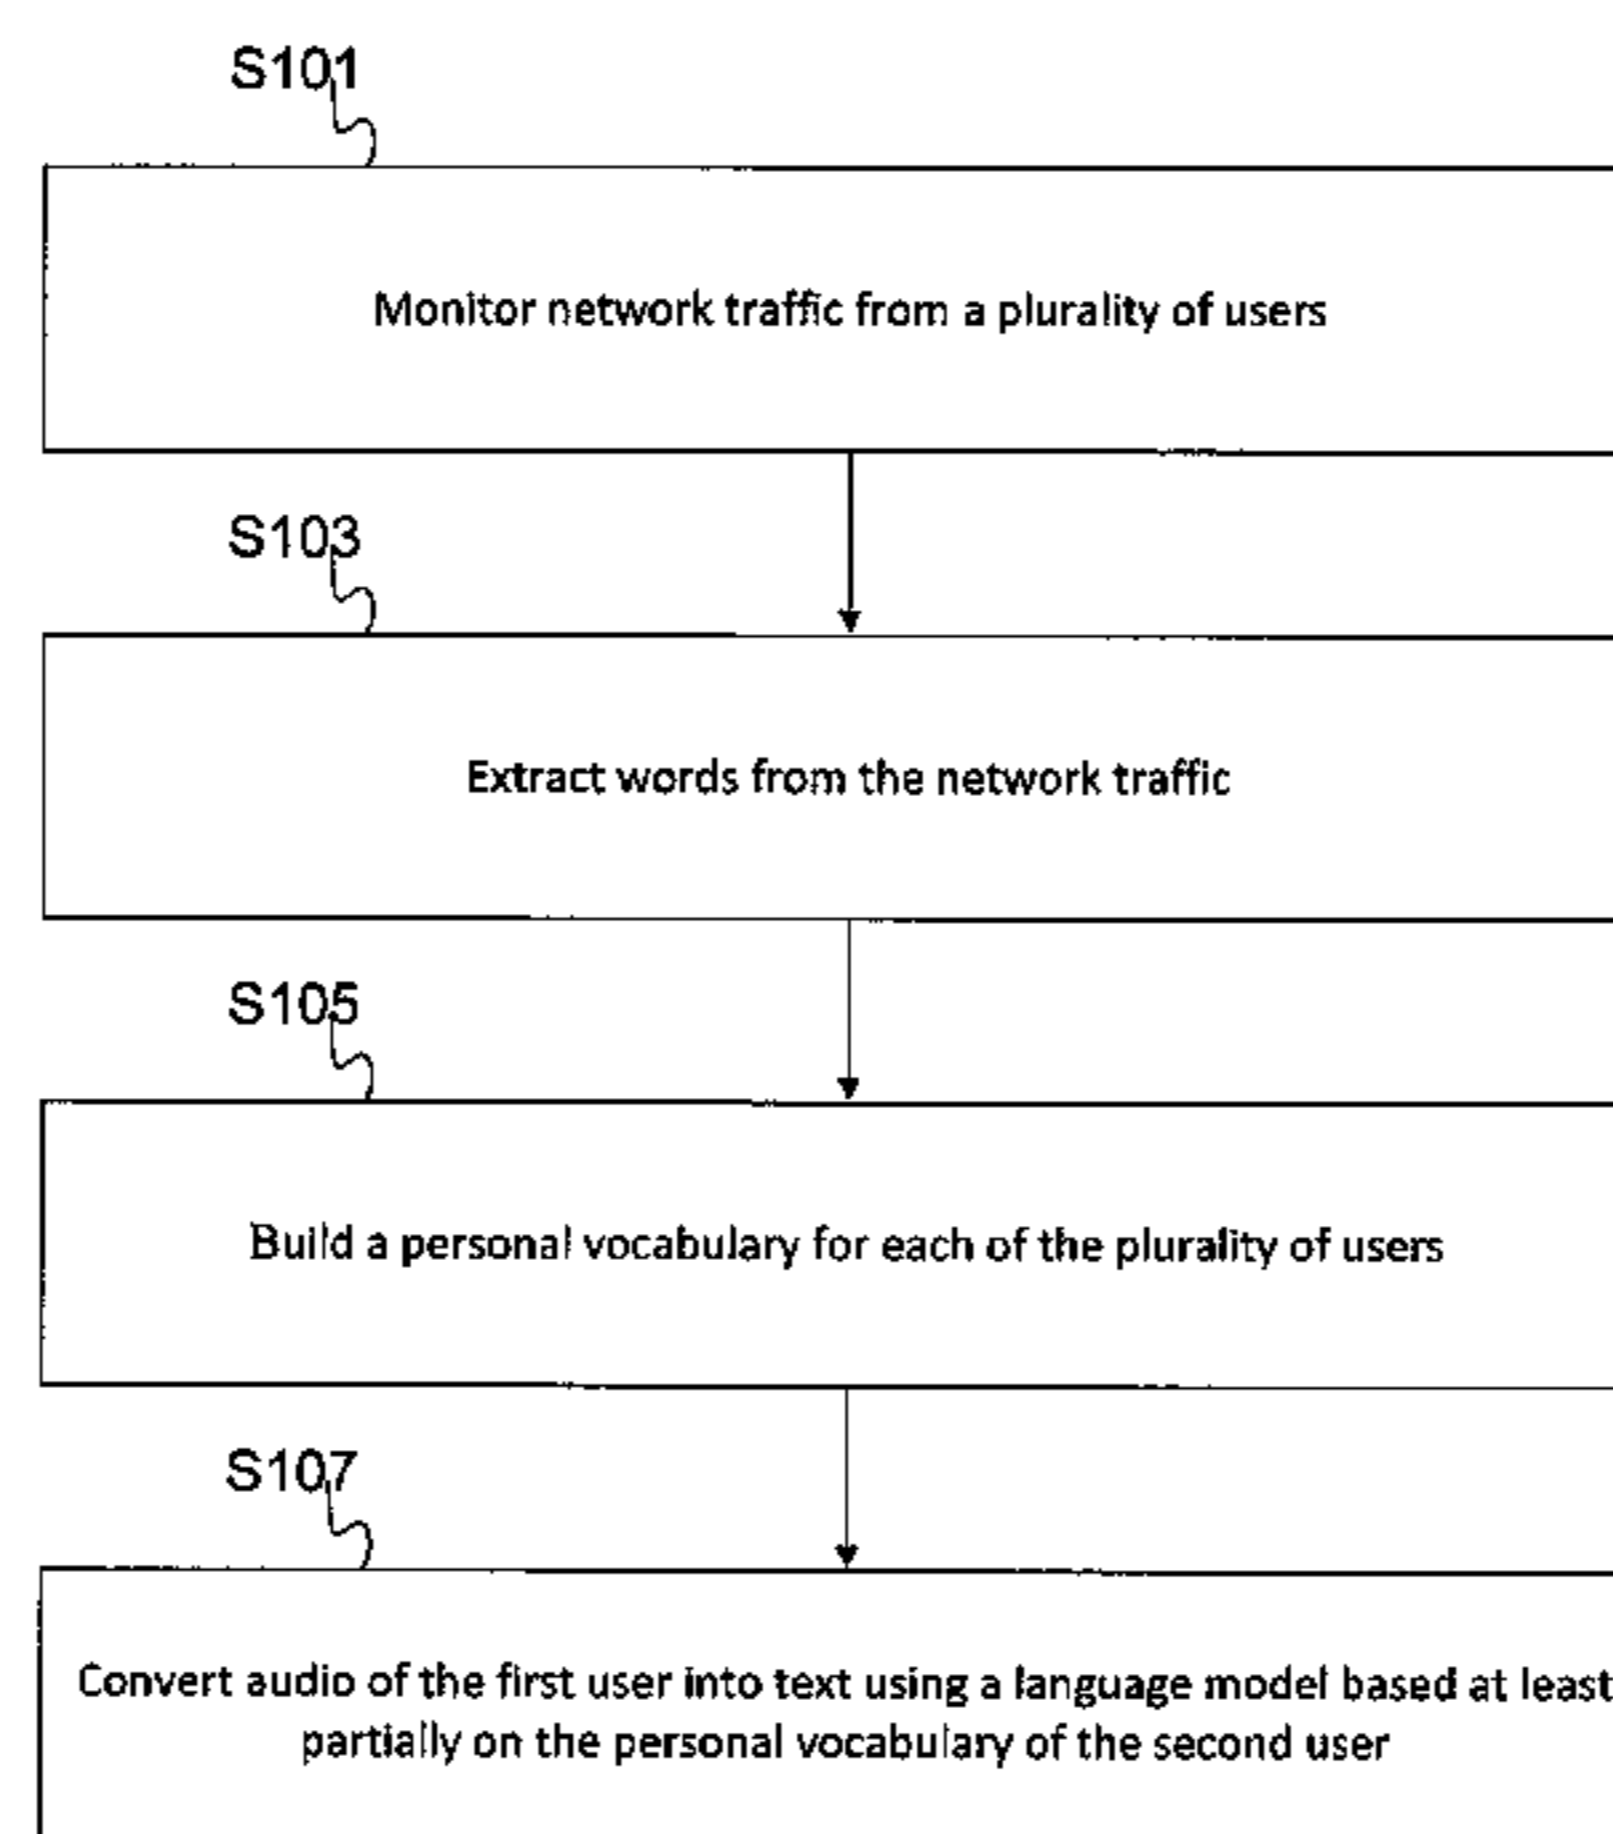 S101
Monitor network traffic from a plurality of users
S103
Extract words from the network traffic
S105
Build a personal vocabulary for each of the plurality of users
S107
Convert audio of the first user into text using a language model based at least
partially on the personal vocabulary of the second user